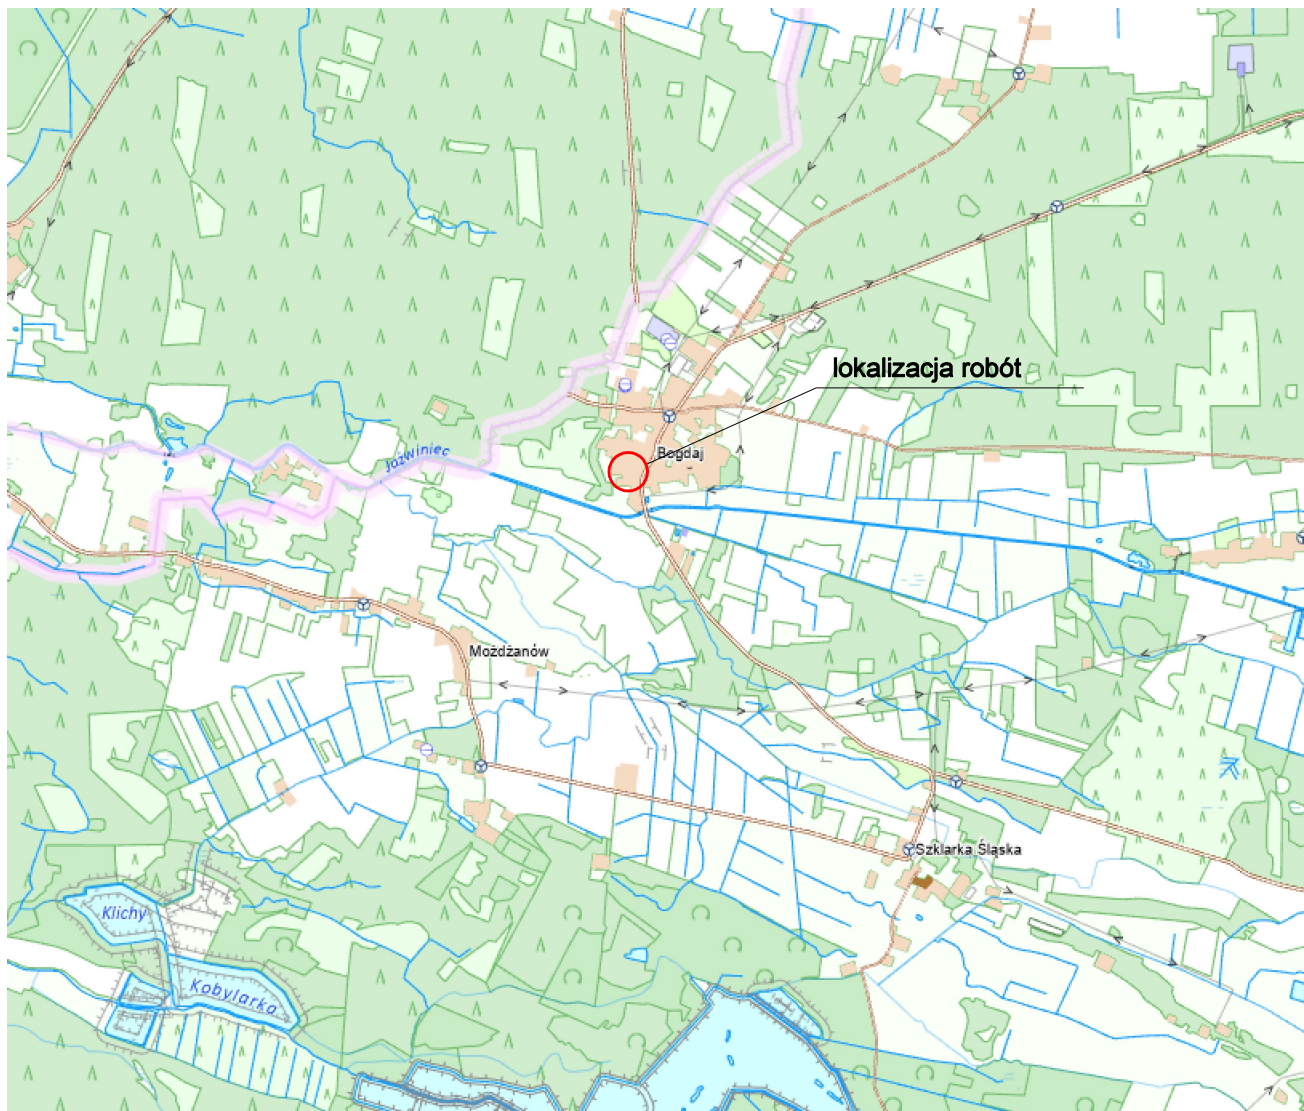 lokalizacja robót
Bogdaj
Jaźwiniec
Możdżanów
Szklarka Śląska
Klichy
Kobylarka